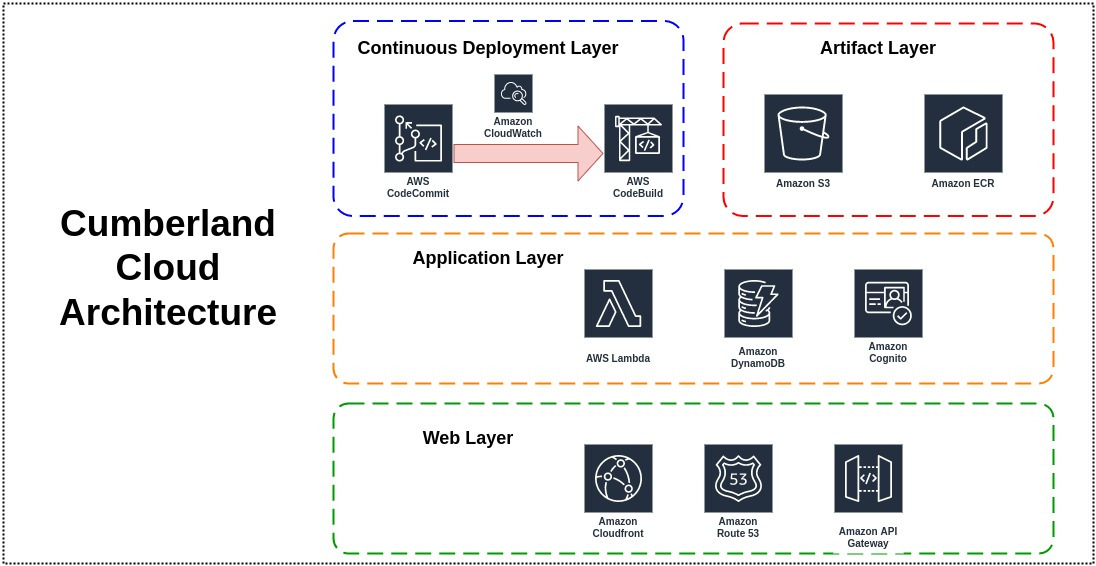 Cumberland
Cloud
Architecture
Continuous Deployment Layer
Amazon
CloudWatch
AWS
CodeCommit
AWS
CodeBuild
Artifact Layer
Amazon S3
Amazon ECR
Application Layer
AWS Lambda
Amazon
DynamoDB
Amazon
Cognito
Web Layer
Amazon
Cloudfront
53
Amazon
Route 53
Amazon API
Gateway